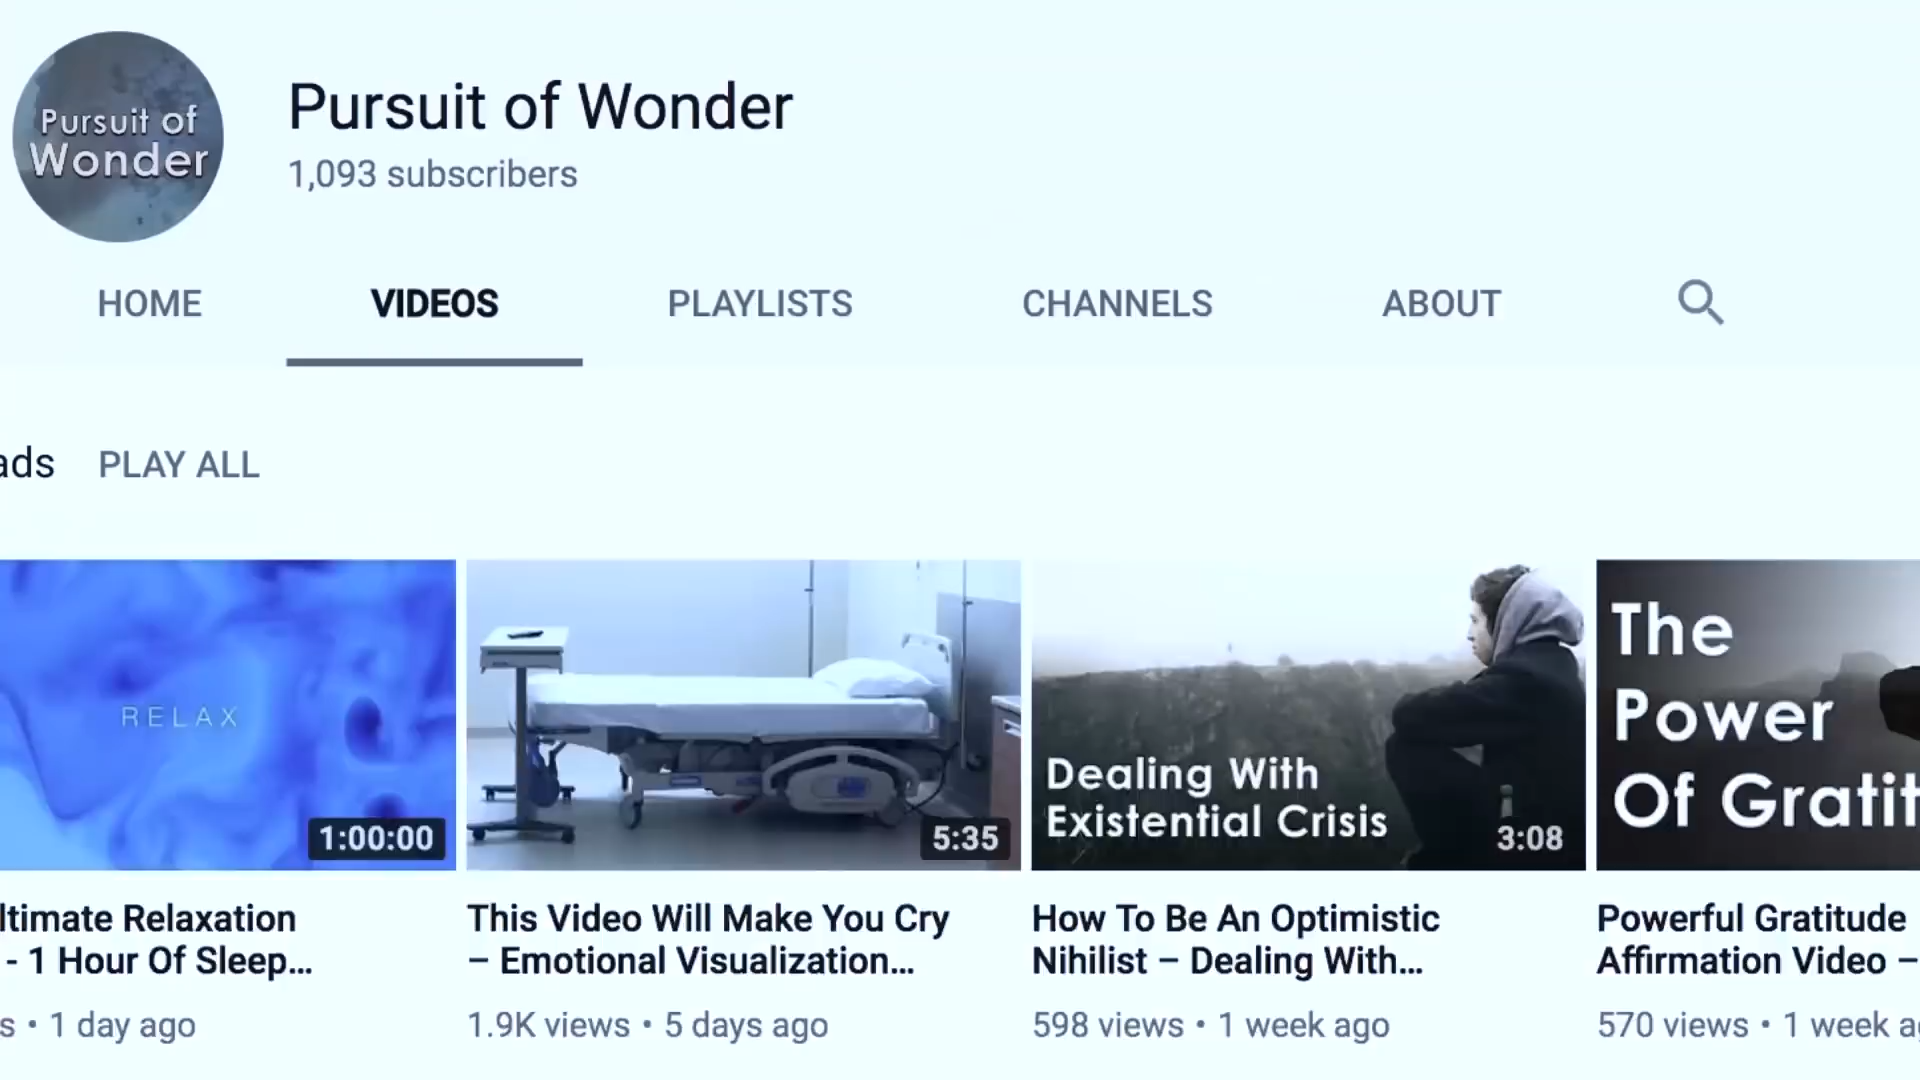 Pursuit of
Wonder
Pursuit of Wonder
1,093 subscribers
HOME VIDEOS PLAYLISTS CHANNELS ABOUT
ads PLAY ALL
RELAX
1:00:00
5:35
Dealing With
Existential Crisis
3:08
The
Power
Of Gratit
ltimate Relaxation
- 1 Hour Of Sleep...
s • 1 day ago
This Video Will Make You Cry
– Emotional Visualization...
1.9K views • 5 days ago
How To Be An Optimistic
Nihilist – Dealing With...
598 views • 1 week ago
Powerful Gratitude
Affirmation Video –
570 views • 1 week a